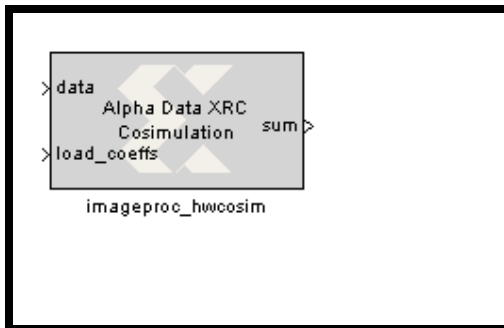 data
Alpha Data XRC
Cosimulation
sum
load_coeffs
imageproc_hwcosim